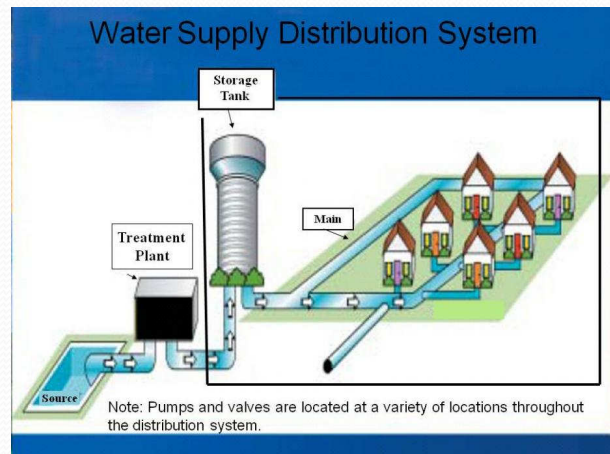 Water Supply Distribution System
Storage
Tank
Main
Treatment
Plant
Source
Note: Pumps and valves are located at a variety of locations throughout
the distribution system.